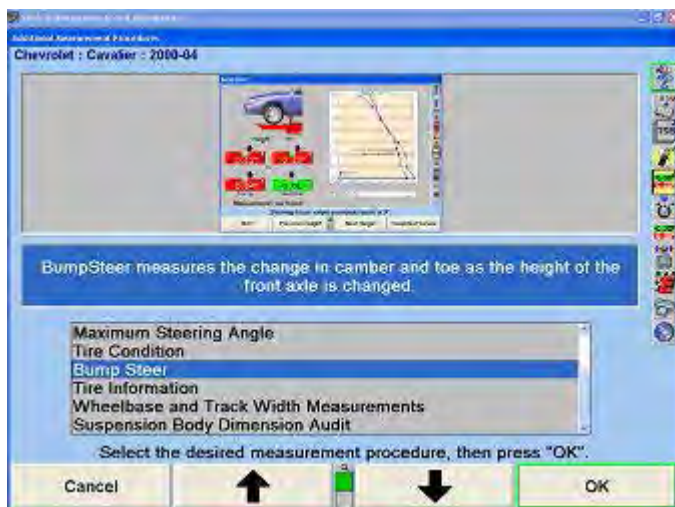 Additional Measurement Procedures
Chevrolet : Cavalier : 2000-04
BumpSteer measures the change in camber and toe as the height of the
front axle is changed.
Maximum Steering Angle
Tire Condition
Bump Steer
Tire Information
Wheelbase and Track Width Measurements
Suspension Body Dimension Audit
Select the desired measurement procedure, then press "OK".
Cancel
OK